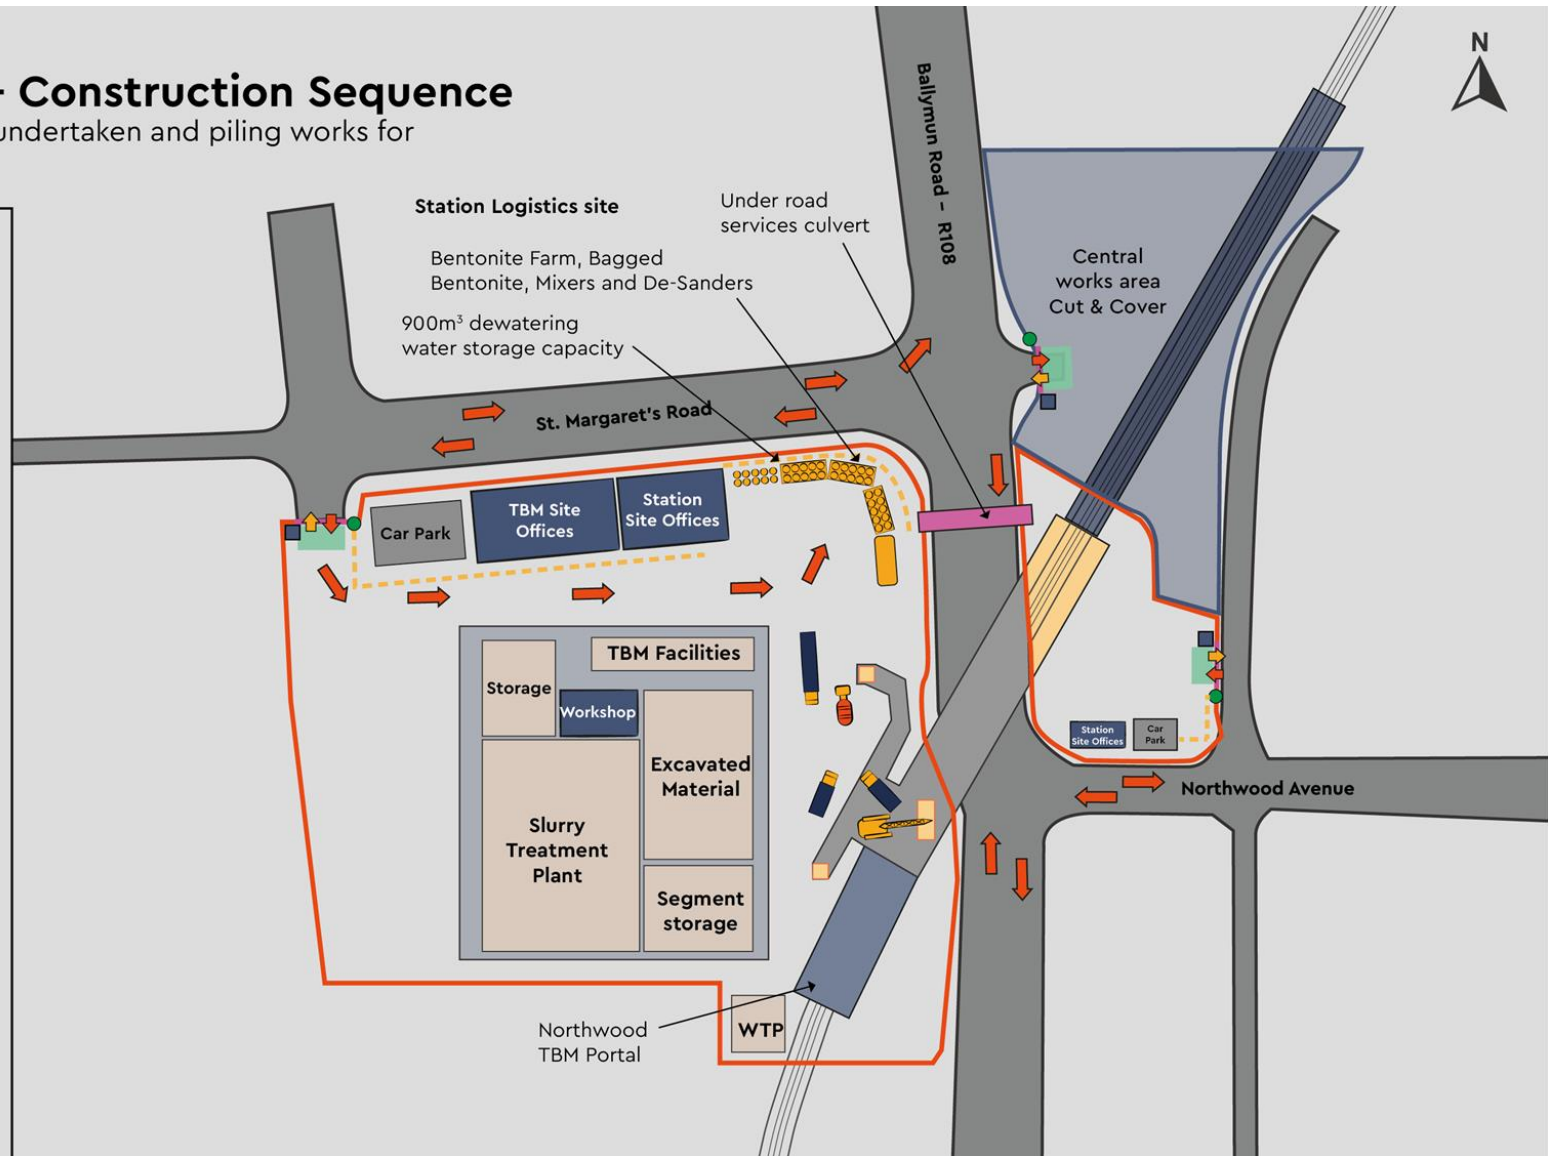 - Construction Sequence
undertaken and piling works for
N
Ballymun Road - R108
Station Logistics site
Under road
services culvert
Bentonite Farm, Bagged
Bentonite, Mixers and De-Sanders
900m³ dewatering
water storage capacity
Central
works area
Cut & Cover
St. Margaret's Road
Car Park
TBM Site
Offices
Station
Site Offices
TBM Facilities
Storage
Workshop
Excavated
Material
Slurry
Treatment
Plant
Segment
storage
Station
Site Offices
Car
Park
Northwood Avenue
Northwood
TBM Portal
WTP